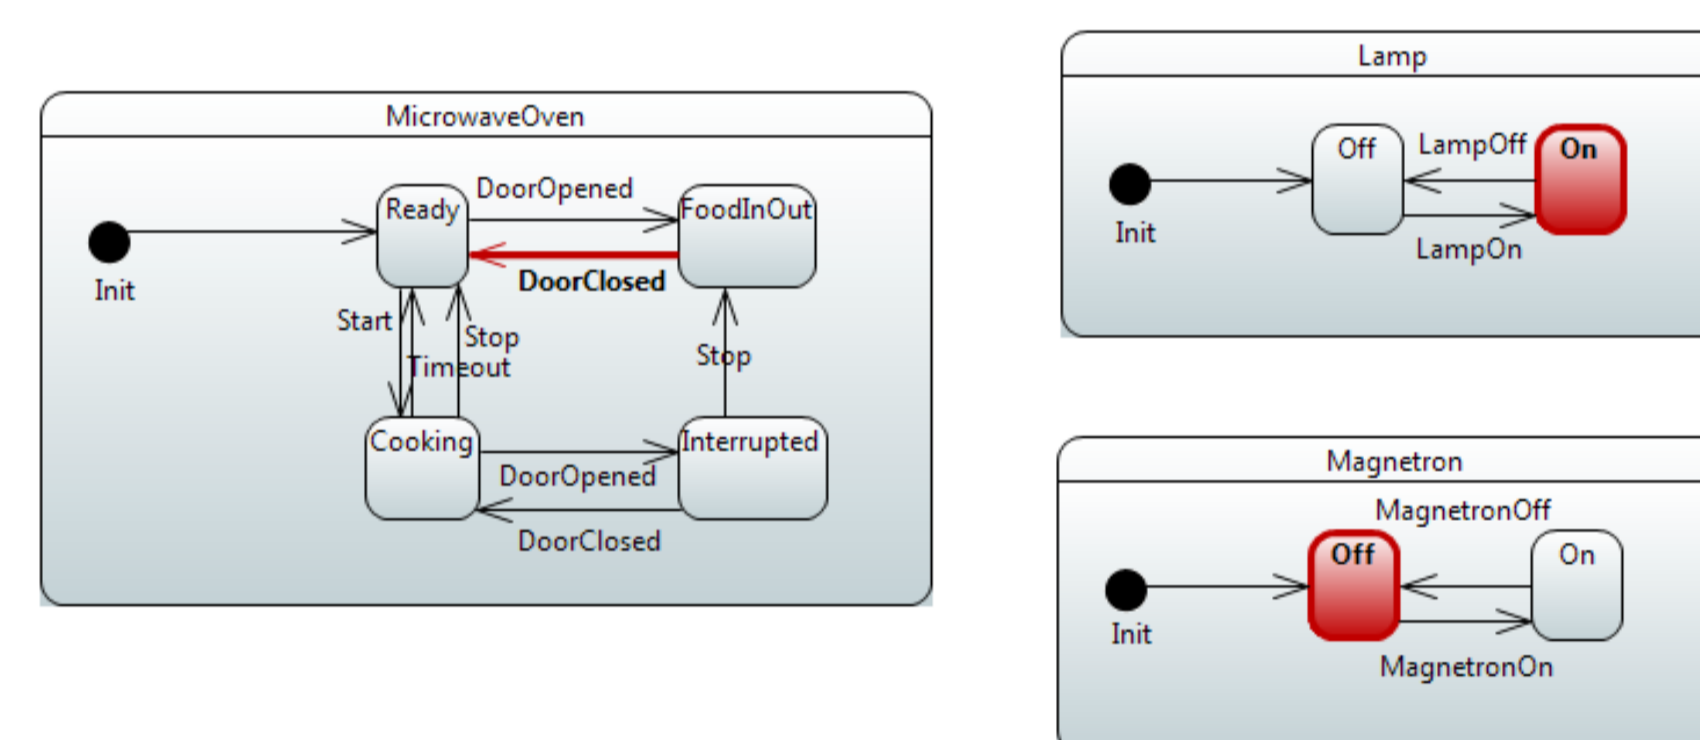 MicrowaveOven
DoorOpened
Ready
FoodInOut
DoorClosed
Init
Start
Stop
Timeout
Stop
Cooking
Interrupted
DoorOpened
DoorClosed
Lamp
Off
LampOff
On
Init
LampOn
Magnetron
MagnetronOff
Off
On
Init
MagnetronOn